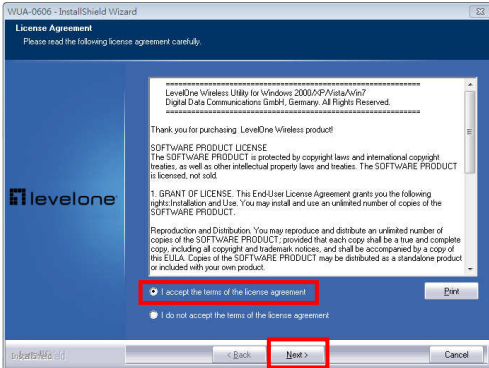 WUA-0606 - InstallShield Wizard
License Agreement
Please read the following license agreement carefully.
============================================================
LevelOne Wireless Utility for Windows 2000/XP/Vista/Win7
Digital Data Communications GmbH, Germany. All Rights Reserved.
============================================================
Thank you for purchasing LevelOne Wireless product!
SOFTWARE PRODUCT LICENSE
The SOFTWARE PRODUCT is protected by copyright laws and international copyright
treaties, as well as other intellectual property laws and treaties. The SOFTWARE PRODUCT
is licensed, not sold.
1. GRANT OF LICENSE. This End-User License Agreement grants you the following
rights:Installation and Use. You may install and use an unlimited number of copies of the
SOFTWARE PRODUCT.
Reproduction and Distribution. You may reproduce and distribute an unlimited number of
copies of the SOFTWARE PRODUCT; provided that each copy shall be a true and complete
copy, including all copyright and trademark notices, and shall be accompanied by a copy of
this EULA. Copies of the SOFTWARE PRODUCT may be distributed as a standalone product
or included with your own product.
levelone
I accept the terms of the license agreement
Print
I do not accept the terms of the license agreement
InstallShield
< Back
Next >
Cancel